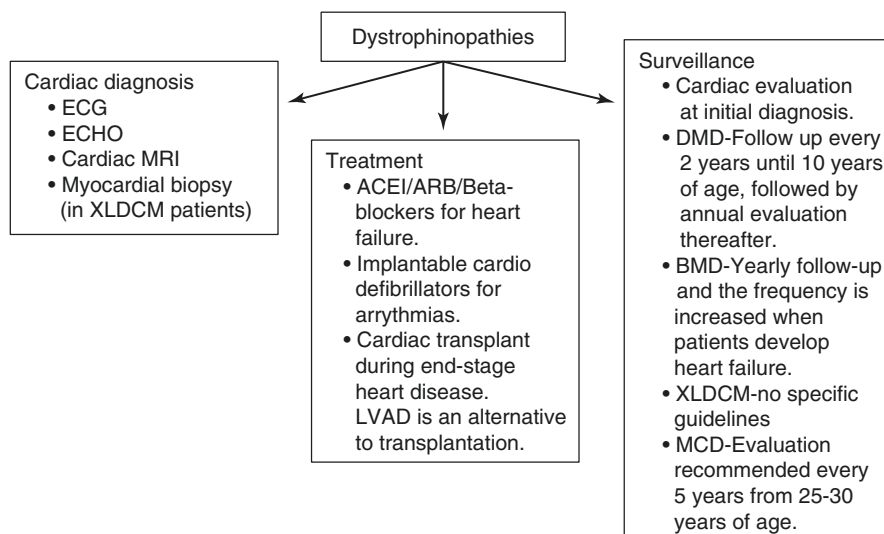 Dystrophinopathies
Cardiac diagnosis
• ECG
• ECHO
• Cardiac MRI
• Myocardial biopsy
(in XLDCM patients)
Treatment
• ACEI/ARB/Beta-
blockers for heart
failure.
• Implantable cardio
defibrillators for
arrythmias.
• Cardiac transplant
during end-stage
heart disease.
LVAD is an alternative
to transplantation.
Surveillance
• Cardiac evaluation
at initial diagnosis.
• DMD-Follow up every
2 years until 10 years
of age, followed by
annual evaluation
thereafter.
• BMD-Yearly follow-up
and the frequency is
increased when
patients develop
heart failure.
• XLDCM-no specific
guidelines
• MCD-Evaluation
recommended every
5 years from 25-30
years of age.